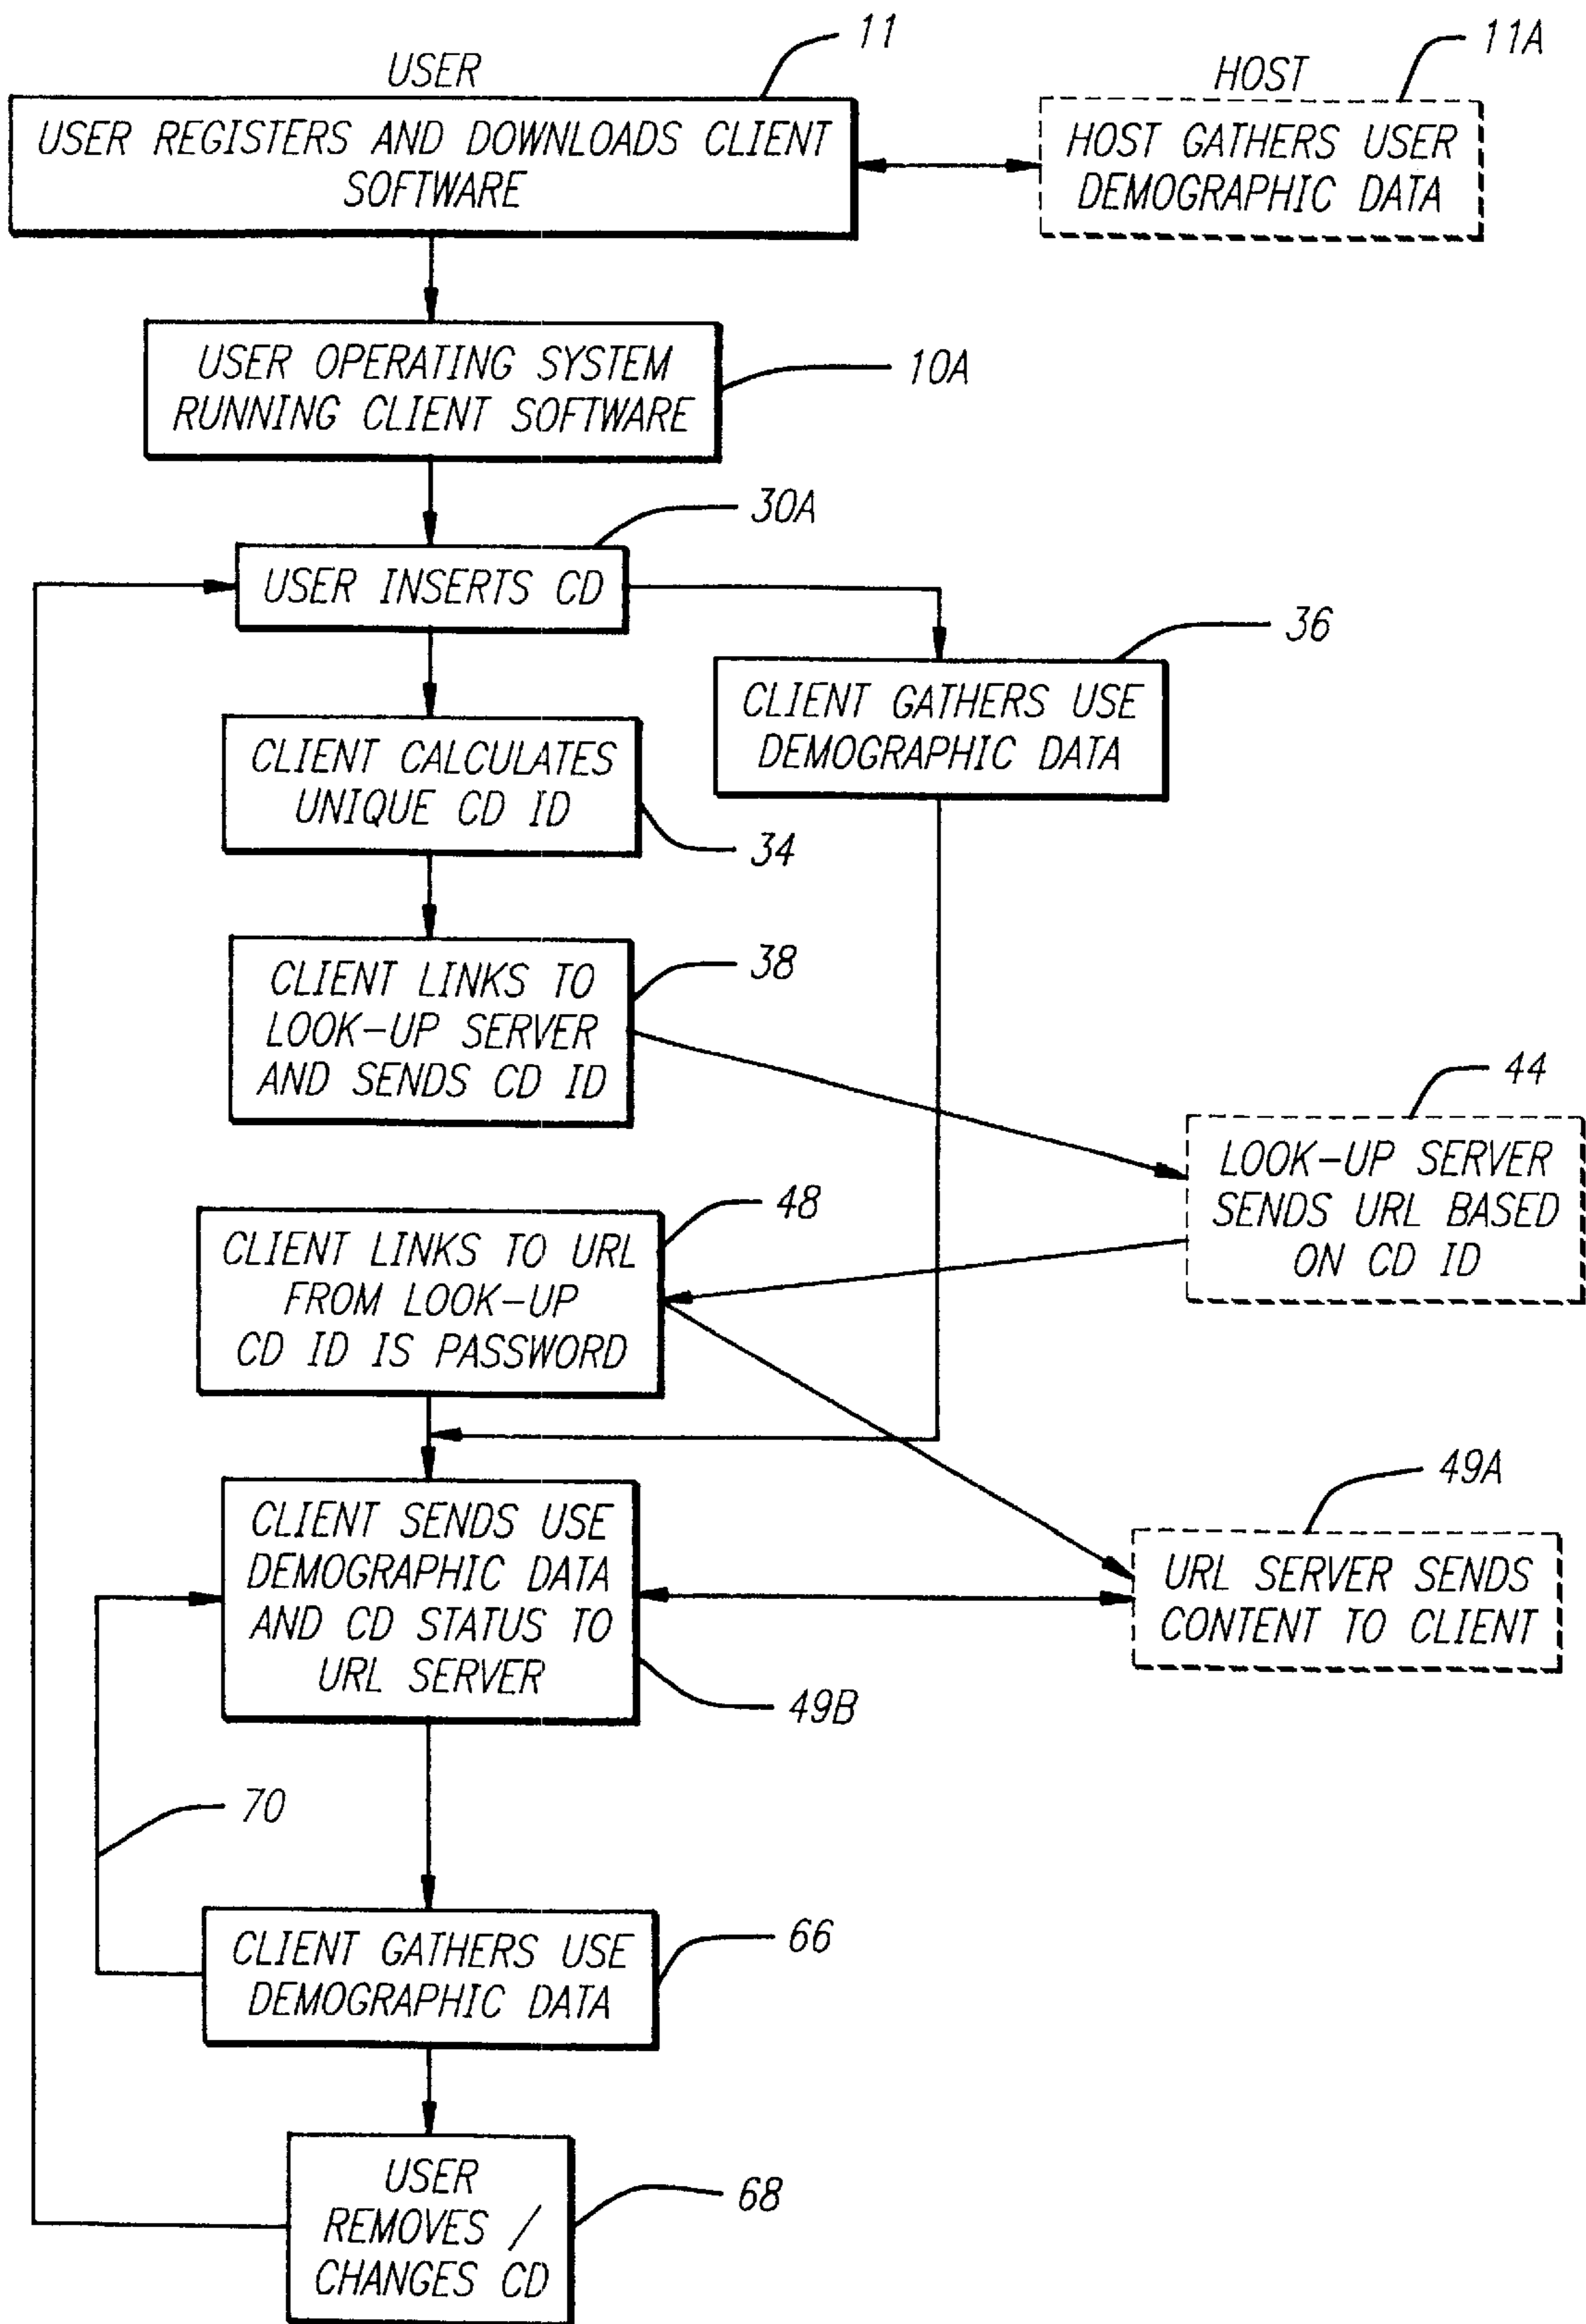 11
11A
USER
HOST
USER REGISTERS AND DOWNLOADS CLIENT
SOFTWARE
HOST GATHERS USER
DEMOGRAPHIC DATA
USER OPERATING SYSTEM
RUNNING CLIENT SOFTWARE
10A
30A
USER INSERTS CD
36
CLIENT GATHERS USE
DEMOGRAPHIC DATA
CLIENT CALCULATES
UNIQUE CD ID
34
38
CLIENT LINKS TO
LOOK-UP SERVER
AND SENDS CD ID
44
LOOK-UP SERVER
SENDS URL BASED
ON CD ID
48
CLIENT LINKS TO URL
FROM LOOK-UP
CD ID IS PASSWORD
49A
CLIENT SENDS USE
DEMOGRAPHIC DATA
AND CD STATUS TO
URL SERVER
URL SERVER SENDS
CONTENT TO CLIENT
49B
70
66
CLIENT GATHERS USE
DEMOGRAPHIC DATA
USER
REMOVES /
CHANGES CD
68